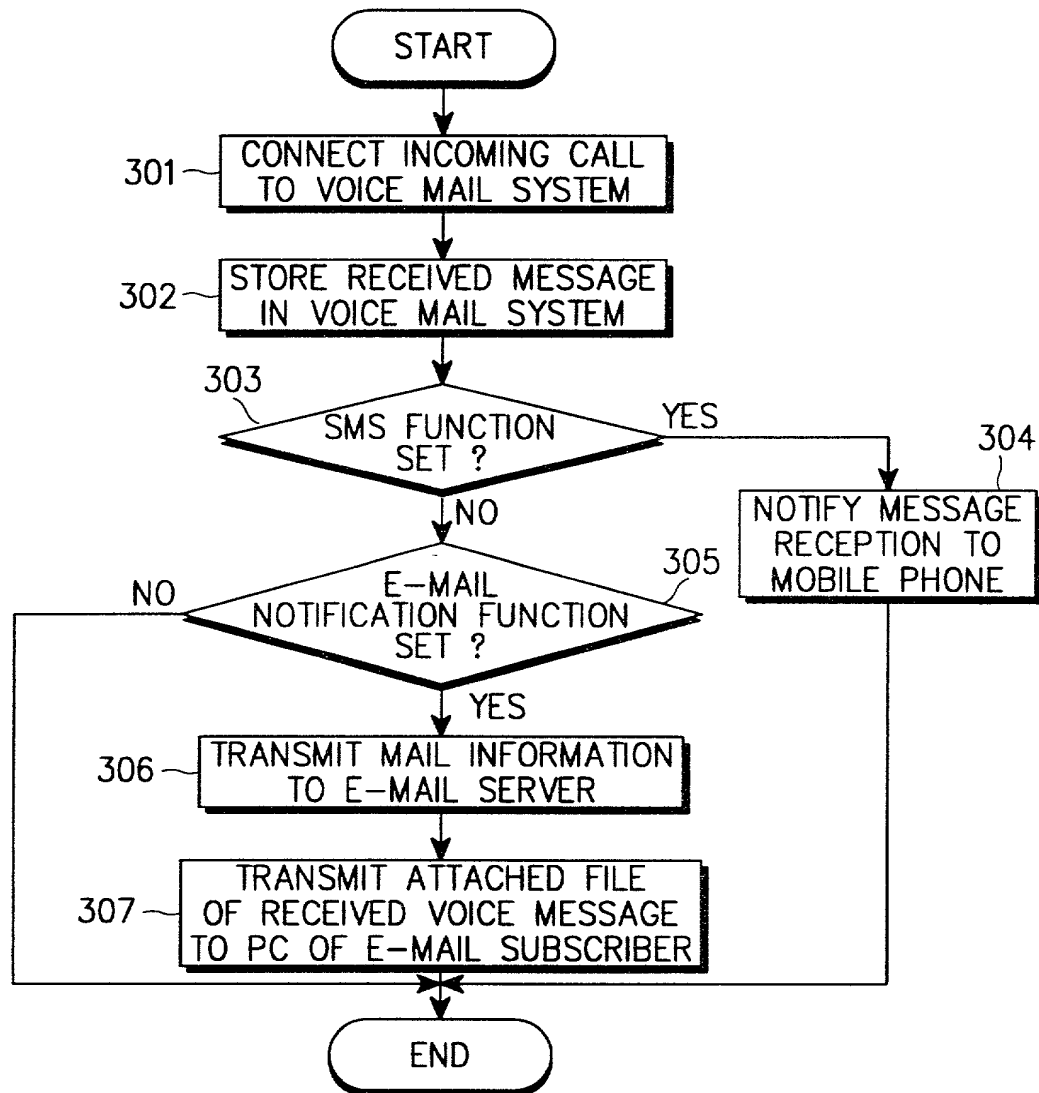 START
301
CONNECT INCOMING CALL
TO VOICE MAIL SYSTEM
302
STORE RECEIVED MESSAGE
IN VOICE MAIL SYSTEM
303
SMS FUNCTION
SET ?
YES
NO
304
NOTIFY MESSAGE
RECEPTION TO
MOBILE PHONE
305
E-MAIL
NOTIFICATION FUNCTION
SET ?
NO
YES
306
TRANSMIT MAIL INFORMATION
TO E-MAIL SERVER
307
TRANSMIT ATTACHED FILE
OF RECEIVED VOICE MESSAGE
TO PC OF E-MAIL SUBSCRIBER
END